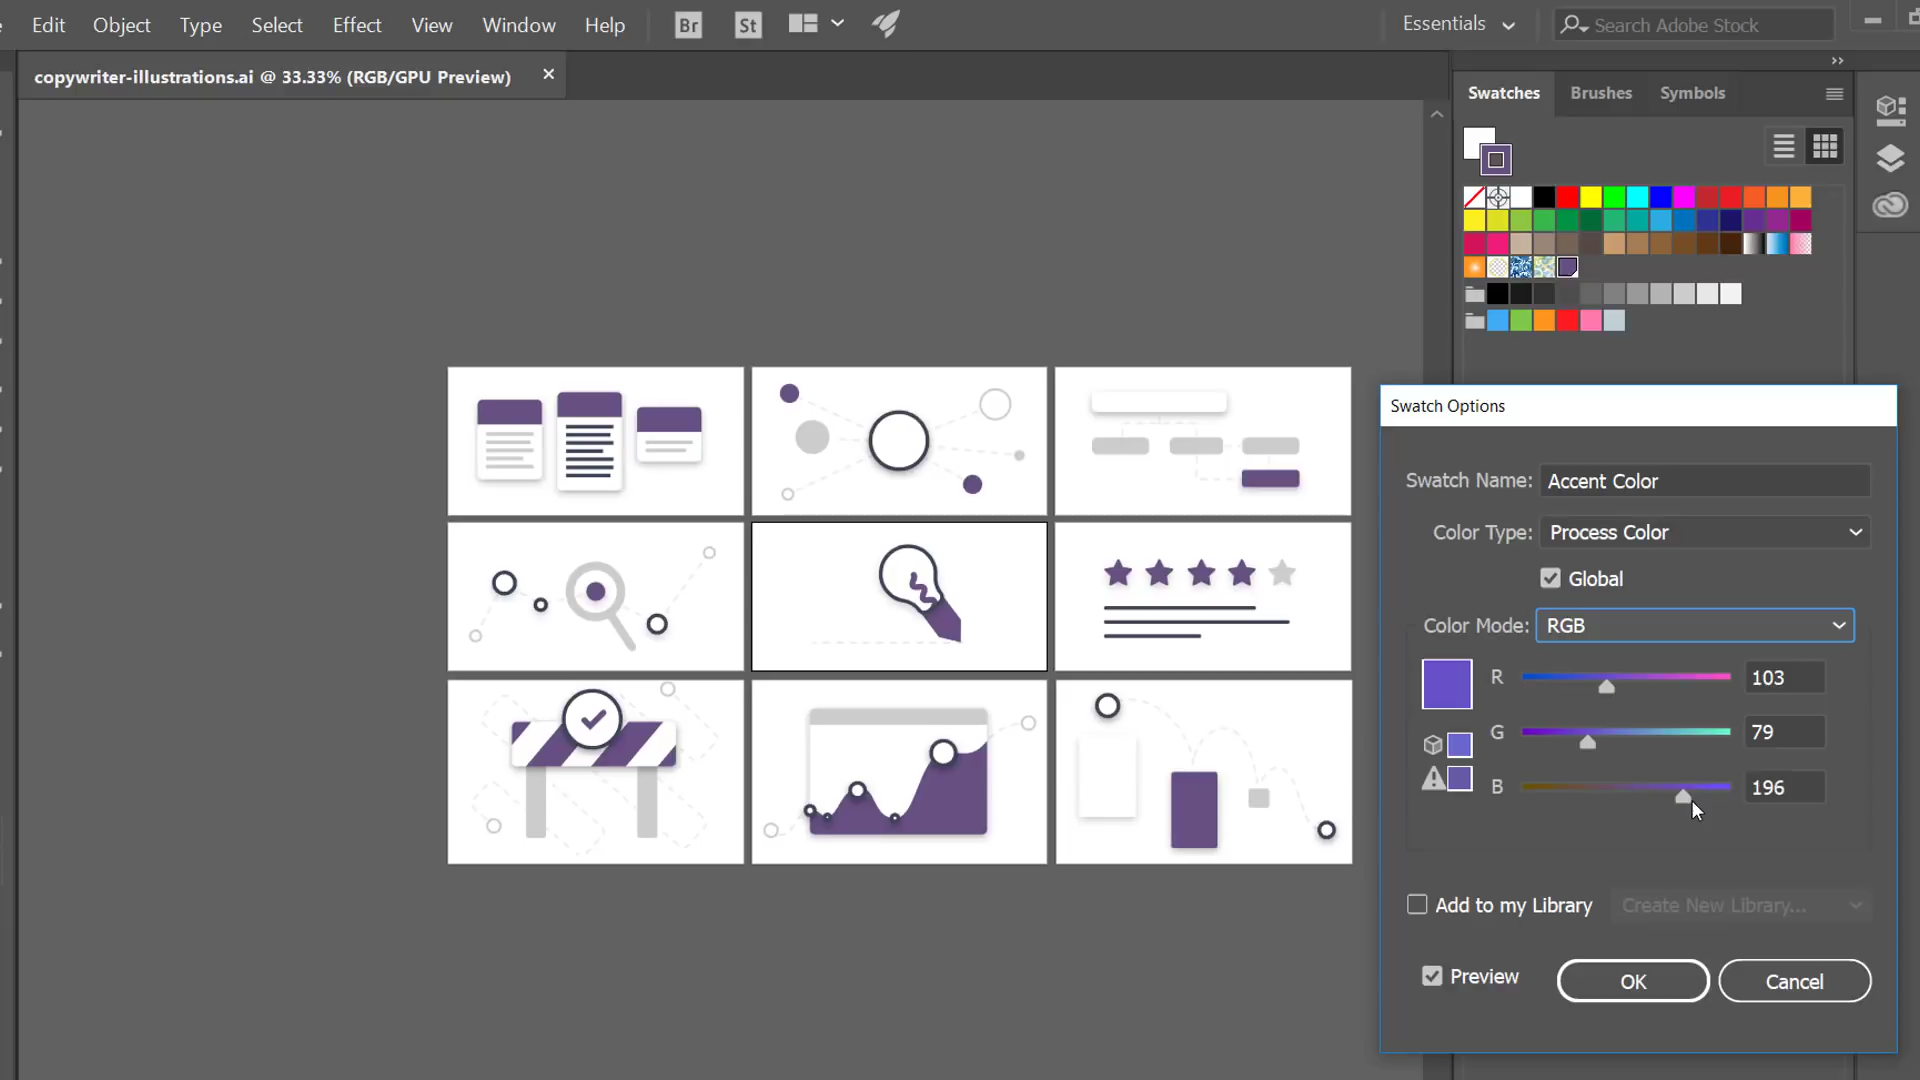 Edit Object Type Select Effect View Window Help Br St Essentials Search Adobe Stock
copywriter-illustrations.ai @ 33.33% (RGB/GPU Preview) ×
Swatches Brushes Symbols
Swatch Options
Swatch Name: Accent Color
Color Type: Process Color
Global
Color Mode: RGB
R 103
G 79
B 196
Add to my Library Create New Library...
Preview OK Cancel